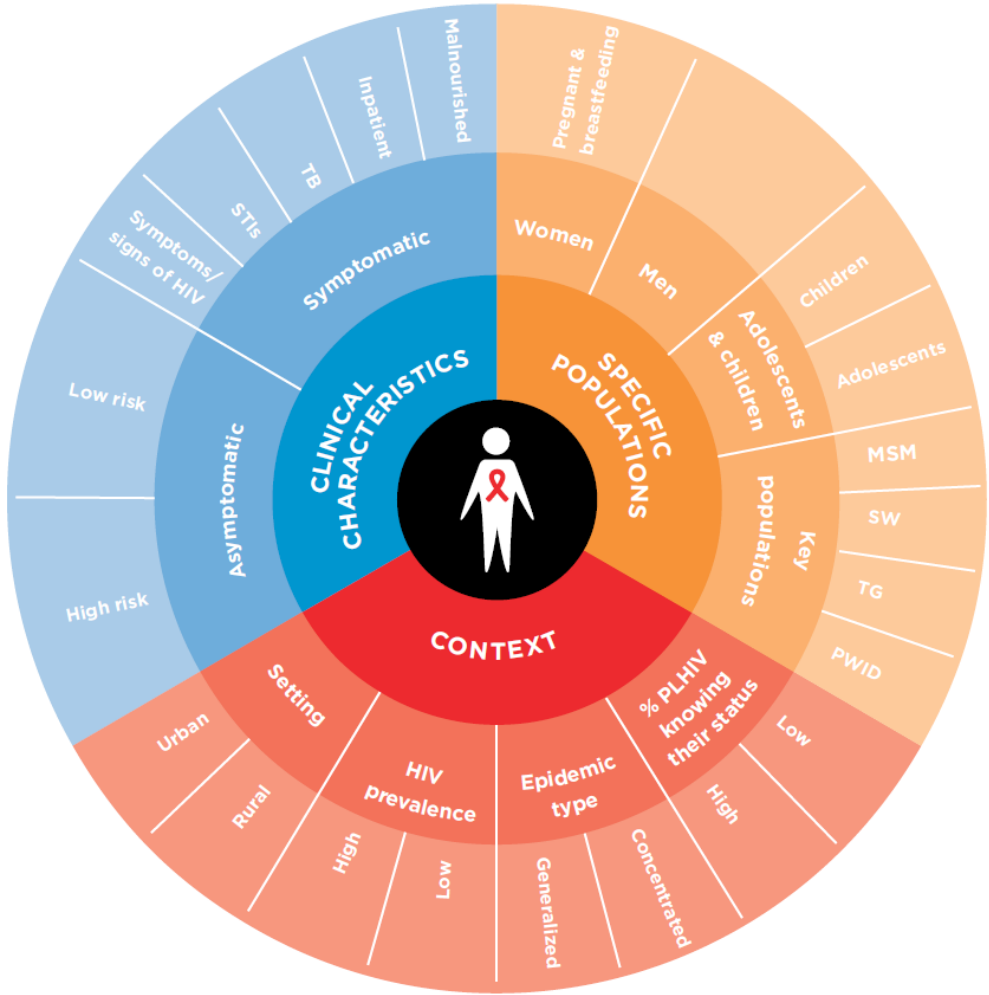 CLINICAL
CHARACTERISTICS
Symptomatic
Malnourished
Inpatient
TB
STIs
Symptoms/
signs of HIV
Asymptomatic
Low risk
High risk
SPECIFIC
POPULATIONS
Women
Pregnant &
breastfeeding
Men
Adolescents
& children
Children
Adolescents
Key
populations
MSM
SW
TG
PWID
CONTEXT
% PLHIV
knowing
their status
Low
High
Epidemic
type
Concentrated
Generalized
HIV
prevalence
Low
High
Setting
Rural
Urban